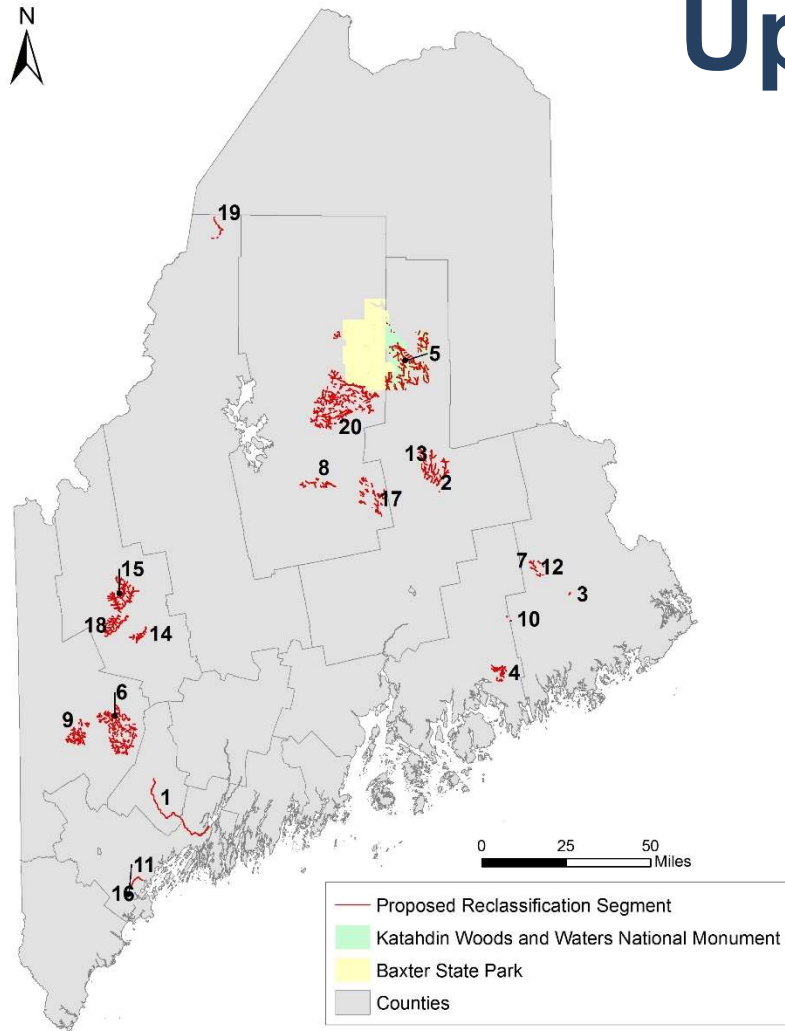 N
Up
19
5
20
13
8
2
17
15
7
12
3
18
14
10
4
6
9
1
11
16
0 25 50
Miles
Proposed Reclassification Segment
Katahdin Woods and Waters National Monument
Baxter State Park
Counties